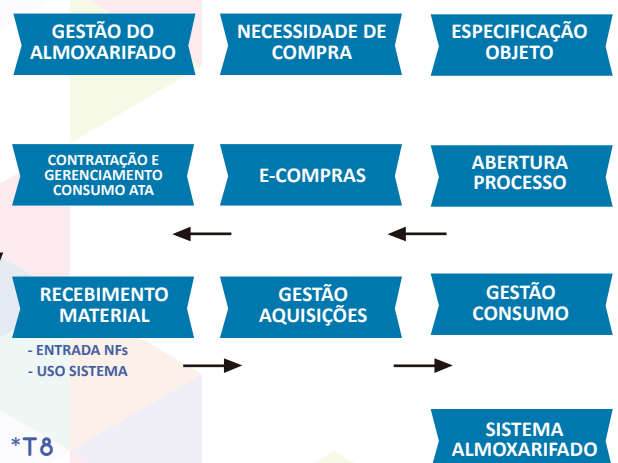 GESTÃO DO
ALMOXARIFADO
NECESSIDADE DE
COMPRA
ESPECIFICAÇÃO
OBJETO
CONTRATAÇÃO E
GERENCIAMENTO
CONSUMO ATA
E-COMPRAS
ABERTURA
PROCESSO
RECEBIMENTO
MATERIAL
GESTÃO
AQUISIÇÕES
GESTÃO
CONSUMO
- ENTRADA NFs
- USO SISTEMA
SISTEMA
ALMOXARIFADO
*T8